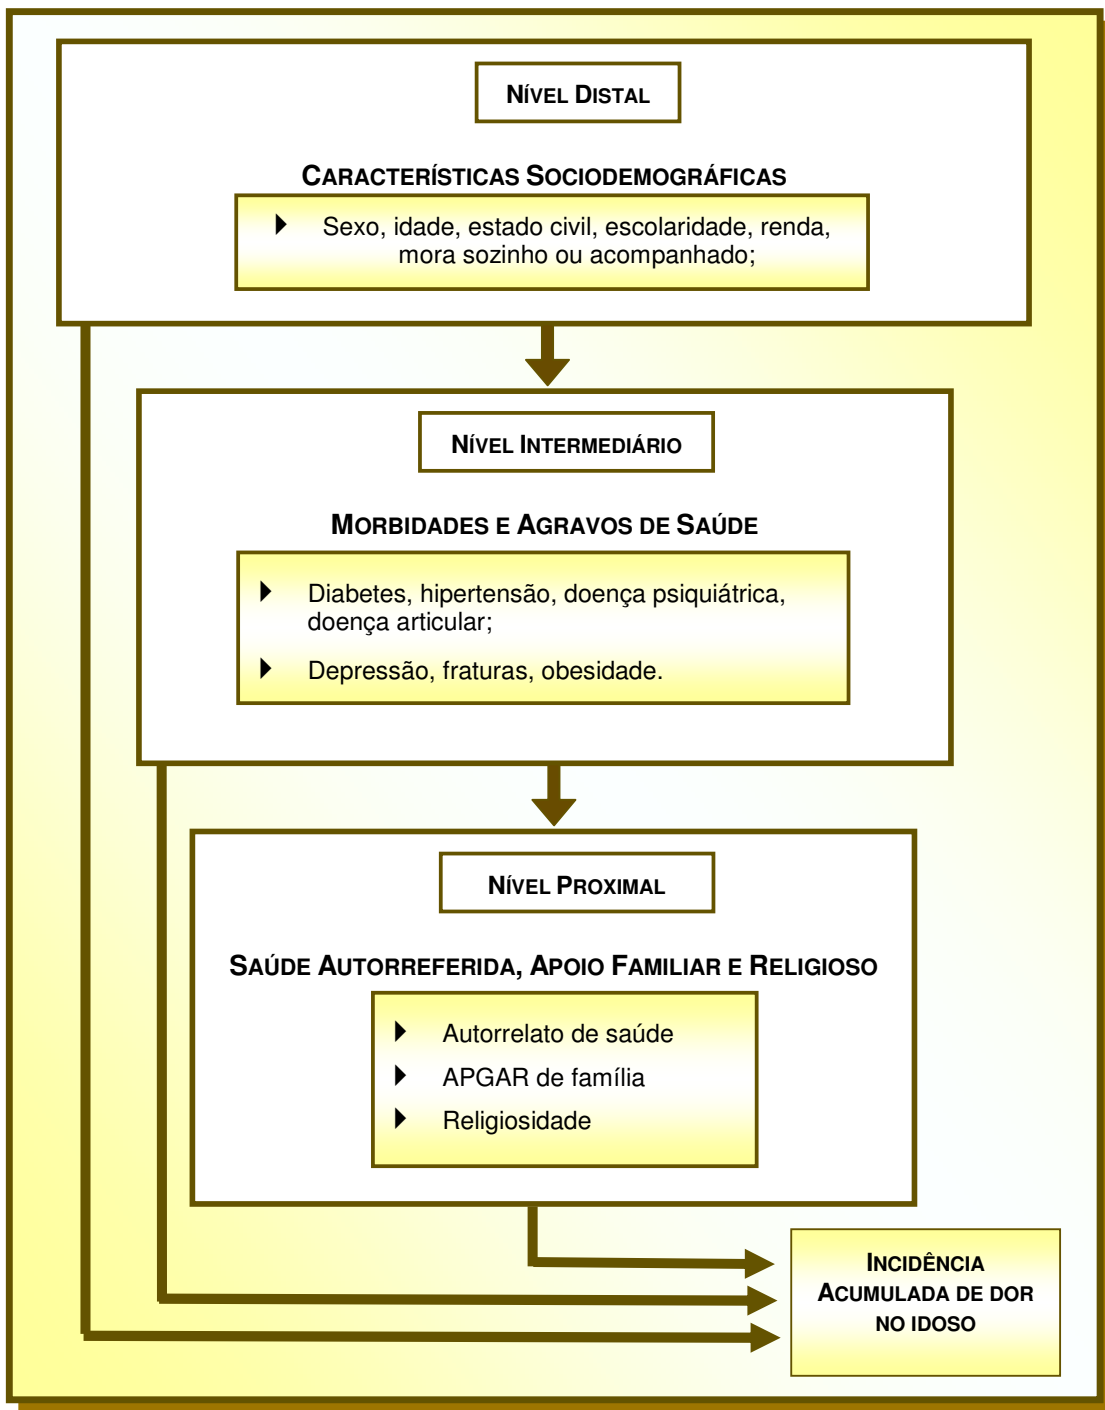 NÍVEL DISTAL
CARACTERÍSTICAS SOCIODEMOGRÁFICAS
Sexo, idade, estado civil, escolaridade, renda,
mora sozinho ou acompanhado;
NÍVEL INTERMEDIÁRIO
MORBIDADES E AGRAVOS DE SAÚDE
Diabetes, hipertensão, doença psiquiátrica,
doença articular;
Depressão, fraturas, obesidade.
NÍVEL PROXIMAL
SAÚDE AUTORREFERIDA, APOIO FAMILIAR E RELIGIOSO
Autorrelato de saúde
APGAR de família
Religiosidade
INCIDÊNCIA
ACUMULADA DE DOR
NO IDOSO